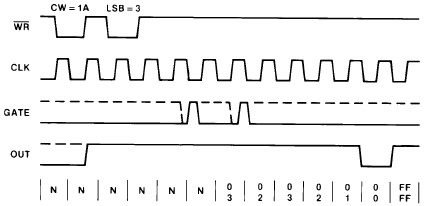 CW = 1A LSB = 3
WR
CLK
GATE
OUT
N N N N N N 0 0 0 0 0 0 FF
3 2 3 2 1 0 FF